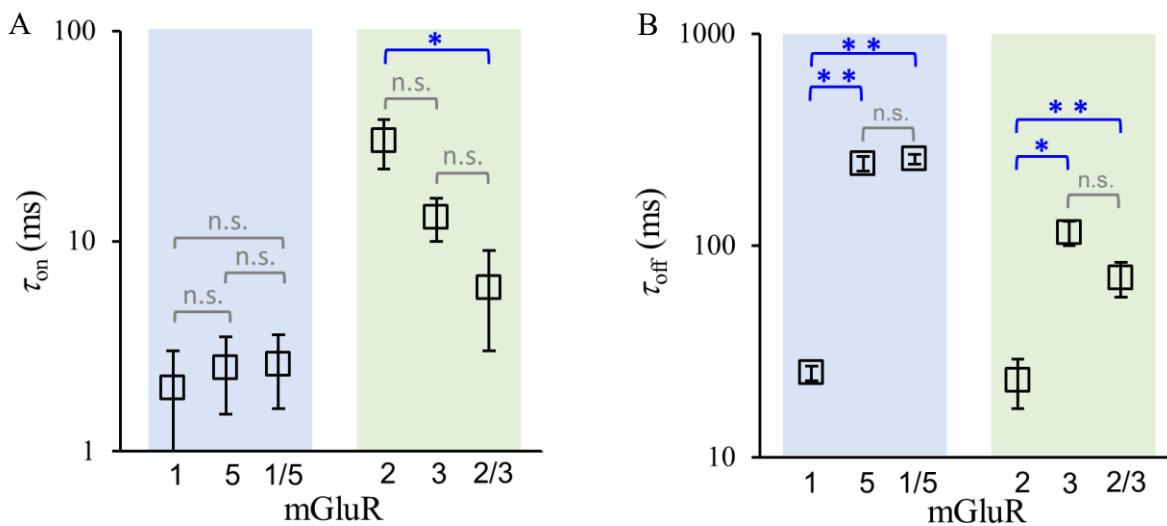 A
100
10
1
τon (ms)
n.s.
n.s.
n.s.
*
n.s.
n.s.
1 5 1/5 2 3 2/3
mGluR
B
1000
100
10
τoff (ms)
**
**
n.s.
**
*
n.s.
1 5 1/5 2 3 2/3
mGluR